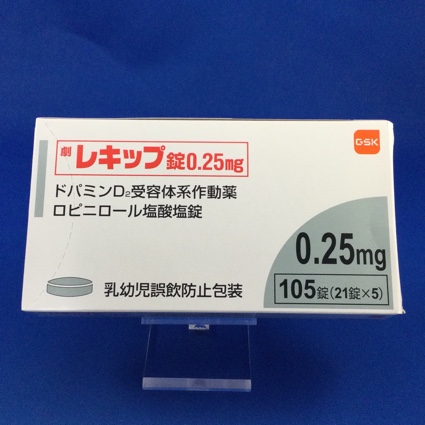 劇 レキップ錠0.25mg
GSK
ドパミンD2受容体系作動薬
ロピニロール塩酸塩錠
0.25mg
105錠(21錠×5)
乳幼児誤飲防止包装